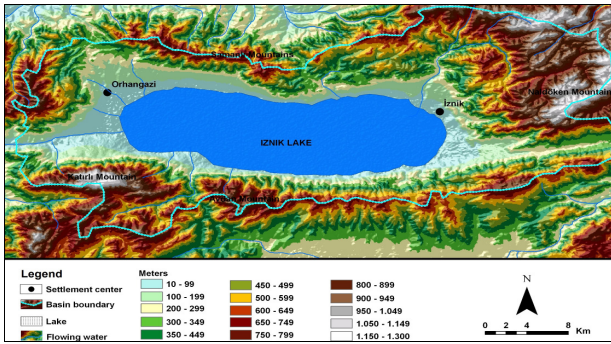 Samanlı Mountains
Orhangazi
Naldöken Mountain
İznik
IZNIK LAKE
Katırlı Mountain
Avdan Mountain
Legend
Settlement center
Basin boundary
Lake
Flowing water
Meters
10 - 99
100 - 199
200 - 299
300 - 349
350 - 449
450 - 499
500 - 599
600 - 649
650 - 749
750 - 799
800 - 899
900 - 949
950 - 1.049
1.050 - 1.149
1.150 - 1.300
N
0 2 4 8
Km